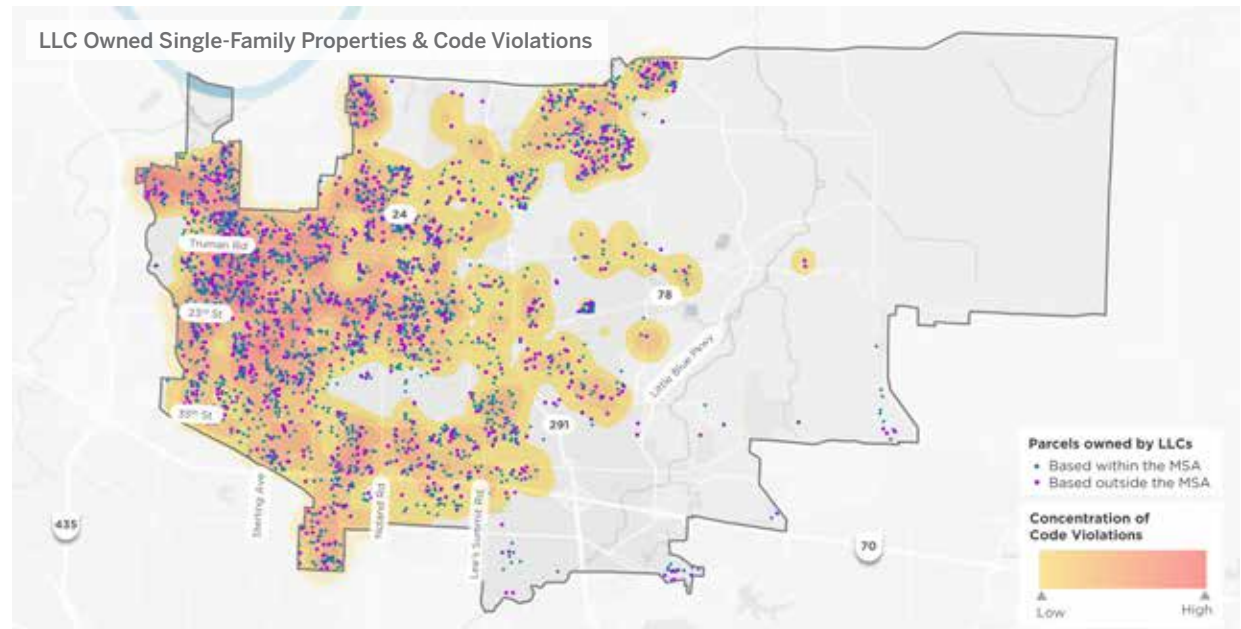 LLC Owned Single-Family Properties & Code Violations
24
Truman Rd
23rd St
78
Little Blue Pkwy
35th St
291
Sterling Ave
Noland Rd
Lee's Summit Rd
435
70
Parcels owned by LLCs
Based within the MSA
Based outside the MSA
Concentration of
Code Violations
Low
High